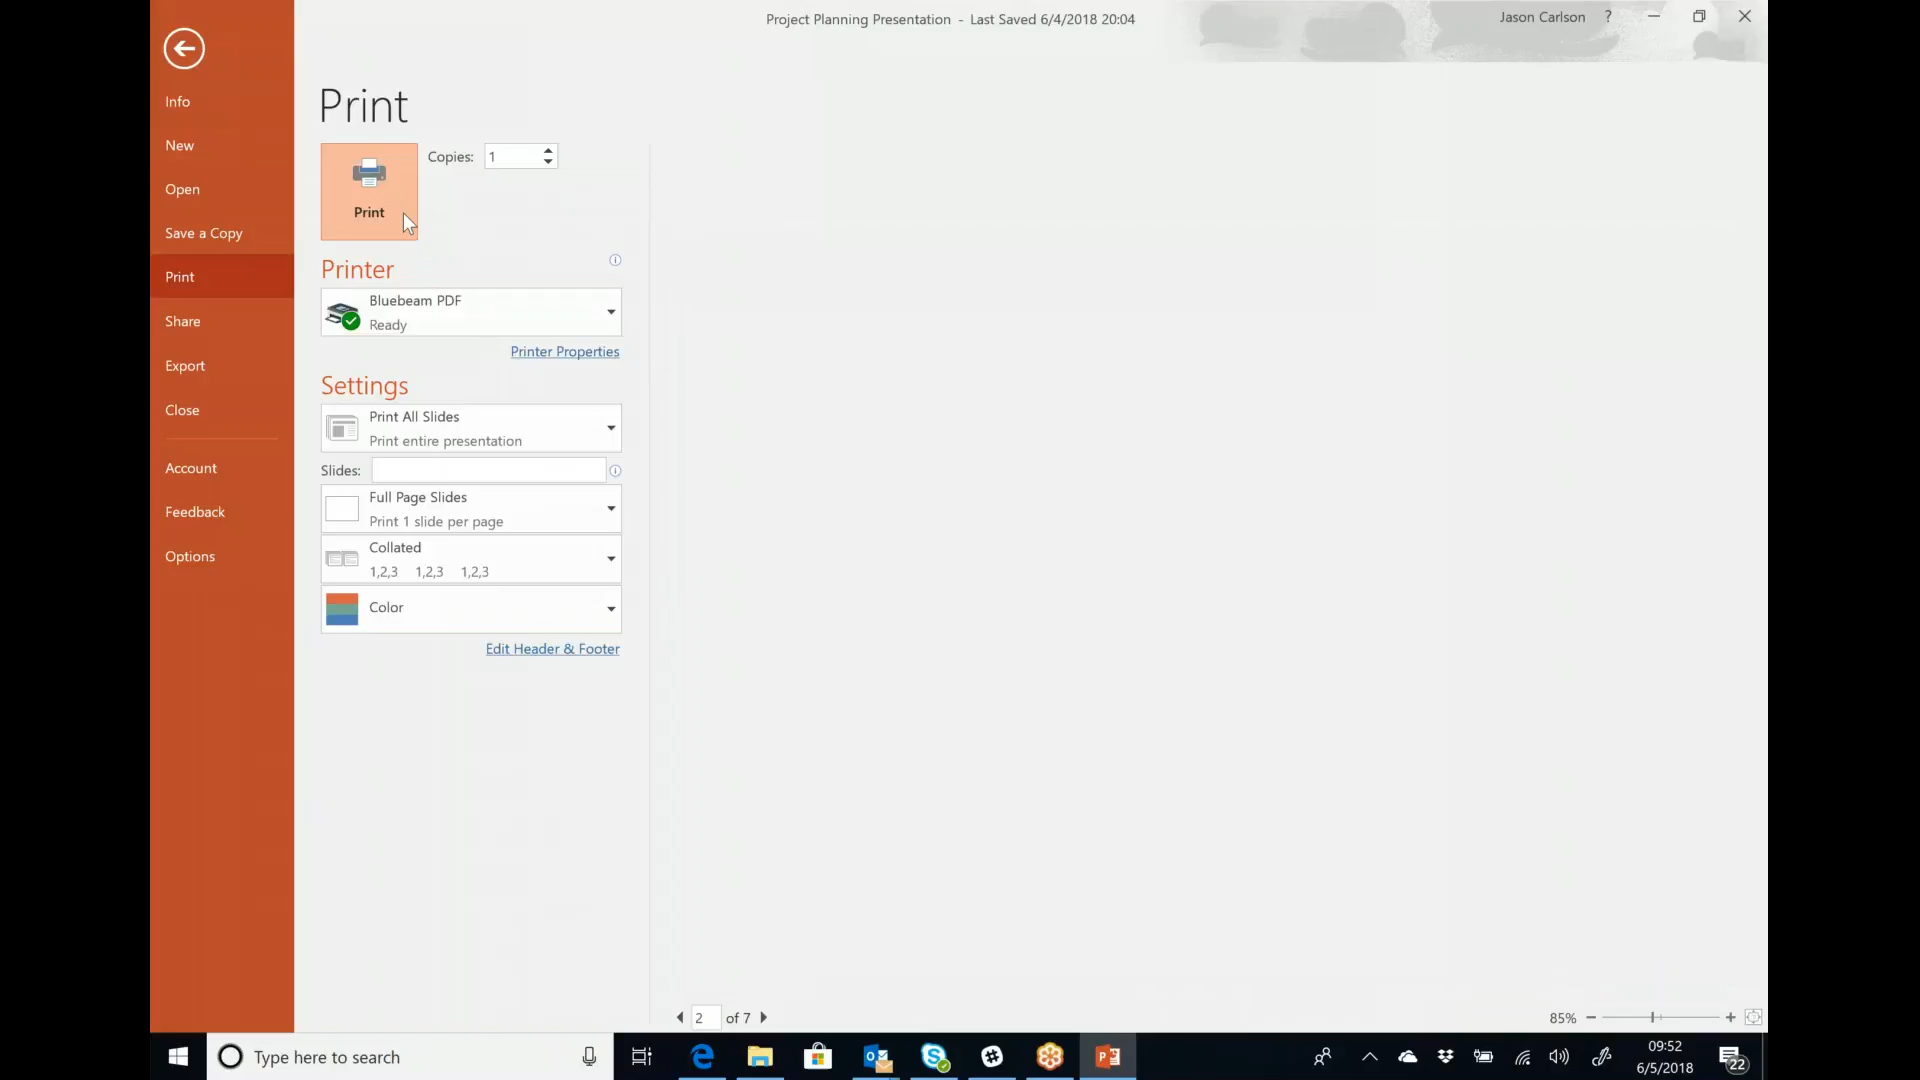 Project Planning Presentation - Last Saved 6/4/2018 20:04
Jason Carlson ?
Info
New
Open
Save a Copy
Print
Share
Export
Close
Account
Feedback
Options
Print
Print
Copies: 1
Printer
Bluebeam PDF
Ready
Printer Properties
Settings
Print All Slides
Print entire presentation
Slides:
Full Page Slides
Print 1 slide per page
Collated
1,2,3 1,2,3 1,2,3
Color
Edit Header & Footer
2 of 7
85%
Type here to search
09:52
6/5/2018
22